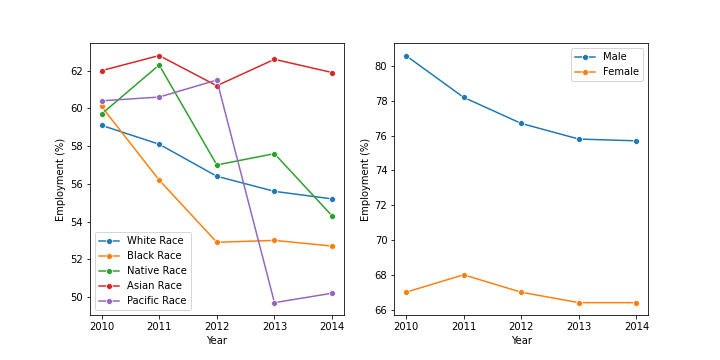 62
60
58
56
54
52
50
Employment (%)
White Race
Black Race
Native Race
Asian Race
Pacific Race
2010 2011 2012 2013 2014
Year
80
78
76
74
72
70
68
66
Employment (%)
Male
Female
2010 2011 2012 2013 2014
Year